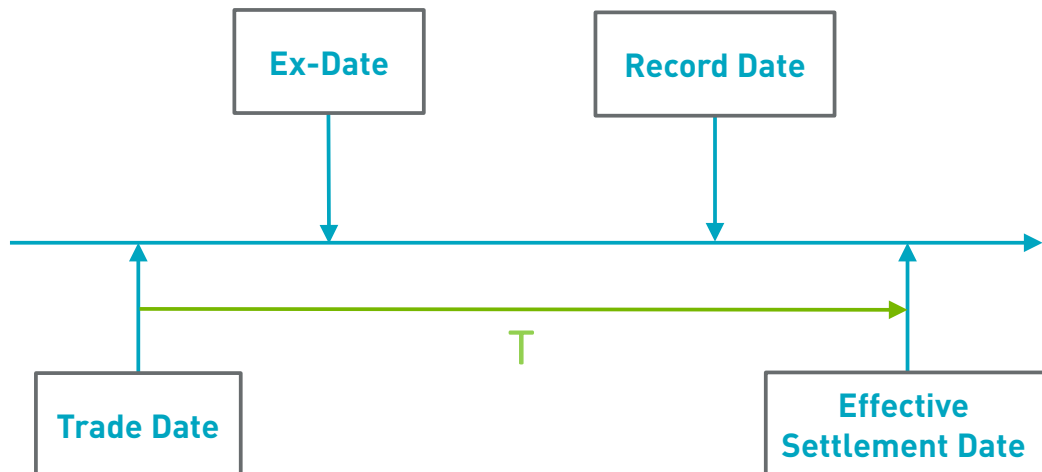 Ex-Date
Record Date
T
Trade Date
Effective
Settlement Date